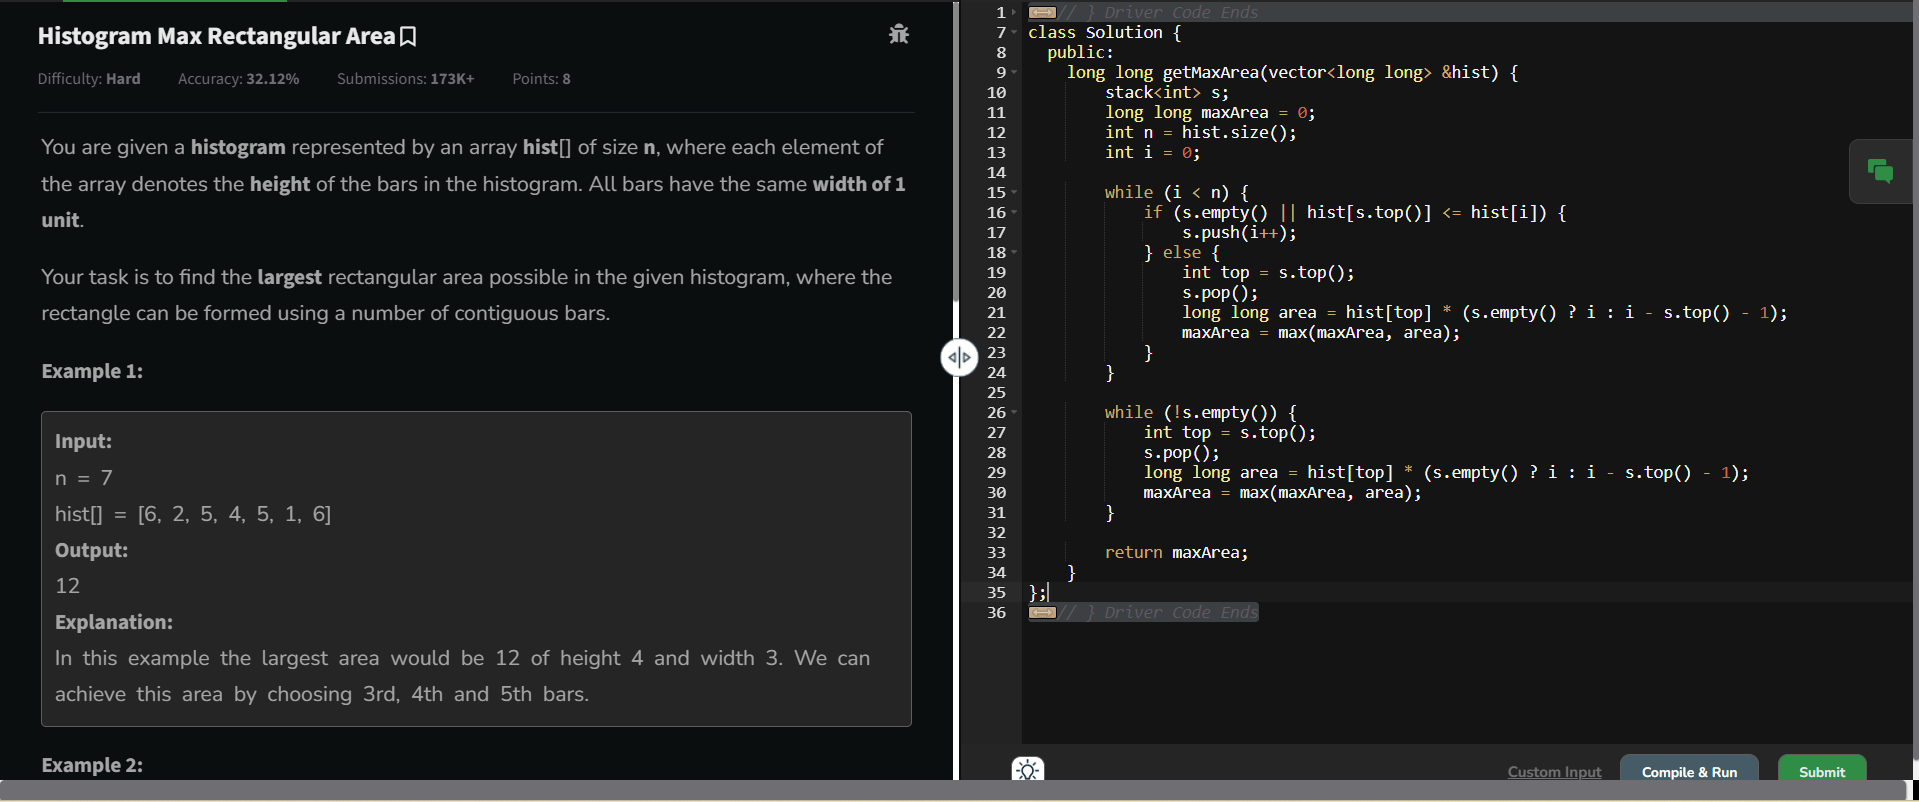 Histogram Max Rectangular Area
Difficulty: Hard Accuracy: 32.12% Submissions: 173K+ Points: 8
You are given a histogram represented by an array hist[] of size n, where each element of
the array denotes the height of the bars in the histogram. All bars have the same width of 1
unit.
Your task is to find the largest rectangular area possible in the given histogram, where the
rectangle can be formed using a number of contiguous bars.
Example 1:
Input:
n = 7
hist[] = [6, 2, 5, 4, 5, 1, 6]
Output:
12
Explanation:
In this example the largest area would be 12 of height 4 and width 3. We can
achieve this area by choosing 3rd, 4th and 5th bars.
Example 2:
1 // } Driver Code Ends
7 class Solution {
8   public:
9     long long getMaxArea(vector<long long> &hist) {
10         stack<int> s;
11         long long maxArea = 0;
12         int n = hist.size();
13         int i = 0;
14
15         while (i < n) {
16             if (s.empty() || hist[s.top()] <= hist[i]) {
17                 s.push(i++);
18             } else {
19                 int top = s.top();
20                 s.pop();
21                 long long area = hist[top] * (s.empty() ? i : i - s.top() - 1);
22                 maxArea = max(maxArea, area);
23             }
24         }
25
26         while (!s.empty()) {
27             int top = s.top();
28             s.pop();
29             long long area = hist[top] * (s.empty() ? i : i - s.top() - 1);
30             maxArea = max(maxArea, area);
31         }
32
33         return maxArea;
34     }
35 };
36 // } Driver Code Ends
Custom Input Compile & Run Submit